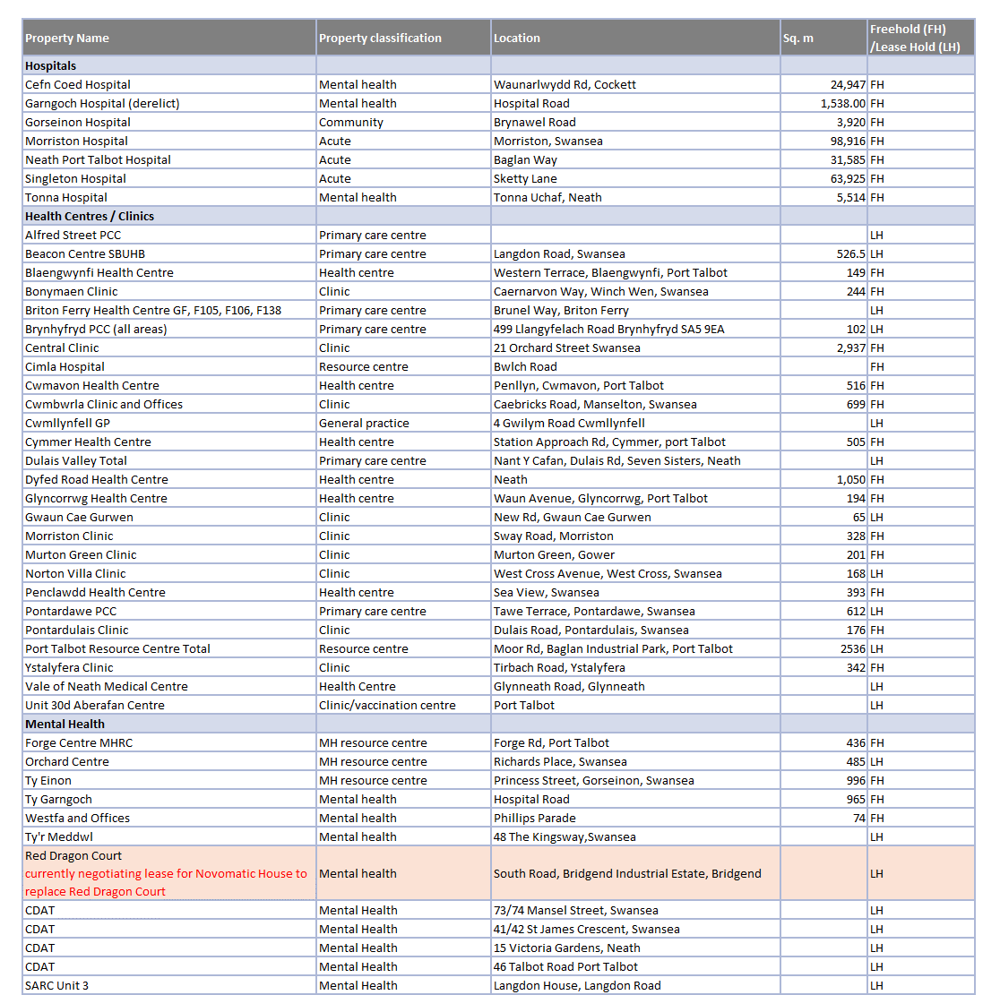 Property Name Property classification Location Sq. m Freehold (FH) /Lease Hold (LH)
Hospitals
Cefn Coed Hospital Mental health Waunarlwydd Rd, Cockett 24,947 FH
Garngoch Hospital (derelict) Mental health Hospital Road 1,538.00 FH
Gorseinon Hospital Community Brynawel Road 3,920 FH
Morriston Hospital Acute Morriston, Swansea 98,916 FH
Neath Port Talbot Hospital Acute Baglan Way 31,585 FH
Singleton Hospital Acute Sketty Lane 63,925 FH
Tonna Hospital Mental health Tonna Uchaf, Neath 5,514 FH
Health Centres / Clinics
Alfred Street PCC Primary care centre LH
Beacon Centre SBUHB Primary care centre Langdon Road, Swansea 526.5 LH
Blaengwynfi Health Centre Health centre Western Terrace, Blaengwynfi, Port Talbot 149 FH
Bonymaen Clinic Clinic Caernarvon Way, Winch Wen, Swansea 244 FH
Briton Ferry Health Centre GF, F105, F106, F138 Primary care centre Brunel Way, Briton Ferry LH
Brynhyfryd PCC (all areas) Primary care centre 499 Llangyfelach Road Brynhyfryd SA5 9EA 102 LH
Central Clinic Clinic 21 Orchard Street Swansea 2,937 FH
Cimla Hospital Resource centre Bwlch Road FH
Cwmavon Health Centre Health centre Penllyn, Cwmavon, Port Talbot 516 FH
Cwmbwrla Clinic and Offices Clinic Caebricks Road, Manselton, Swansea 699 FH
Cwmllynfell GP General practice 4 Gwilym Road Cwmllynfell LH
Cymmer Health Centre Health centre Station Approach Rd, Cymmer, port Talbot 505 FH
Dulais Valley Total Primary care centre Nant Y Cafan, Dulais Rd, Seven Sisters, Neath LH
Dyfed Road Health Centre Health centre Neath 1,050 FH
Glyncorrwg Health Centre Health centre Waun Avenue, Glyncorrwg, Port Talbot 194 FH
Gwaun Cae Gurwen Clinic New Rd, Gwaun Cae Gurwen 65 LH
Morriston Clinic Clinic Sway Road, Morriston 328 FH
Murton Green Clinic Clinic Murton Green, Gower 201 FH
Norton Villa Clinic Clinic West Cross Avenue, West Cross, Swansea 168 LH
Penclawdd Health Centre Health centre Sea View, Swansea 393 FH
Pontardawe PCC Primary care centre Tawe Terrace, Pontardawe, Swansea 612 LH
Pontardulais Clinic Clinic Dulais Road, Pontardulais, Swansea 176 FH
Port Talbot Resource Centre Total Resource centre Moor Rd, Baglan Industrial Park, Port Talbot 2536 LH
Ystalyfera Clinic Clinic Tirbach Road, Ystalyfera 342 FH
Vale of Neath Medical Centre Health Centre Glynneath Road, Glynneath LH
Unit 30d Aberafan Centre Clinic/vaccination centre Port Talbot LH
Mental Health
Forge Centre MHRC MH resource centre Forge Rd, Port Talbot 436 FH
Orchard Centre MH resource centre Richards Place, Swansea 485 LH
Ty Einon MH resource centre Princess Street, Gorseinon, Swansea 996 FH
Ty Garngoch Mental health Hospital Road 965 FH
Westfa and Offices Mental health Phillips Parade 74 FH
Ty'r Meddwl Mental health 48 The Kingsway,Swansea LH
Red Dragon Court
currently negotiating lease for Novomatic House to Mental health South Road, Bridgend Industrial Estate, Bridgend LH
replace Red Dragon Court
CDAT Mental Health 73/74 Mansel Street, Swansea LH
CDAT Mental Health 41/42 St James Crescent, Swansea LH
CDAT Mental Health 15 Victoria Gardens, Neath LH
CDAT Mental Health 46 Talbot Road Port Talbot LH
SARC Unit 3 Mental Health Langdon House, Langdon Road LH